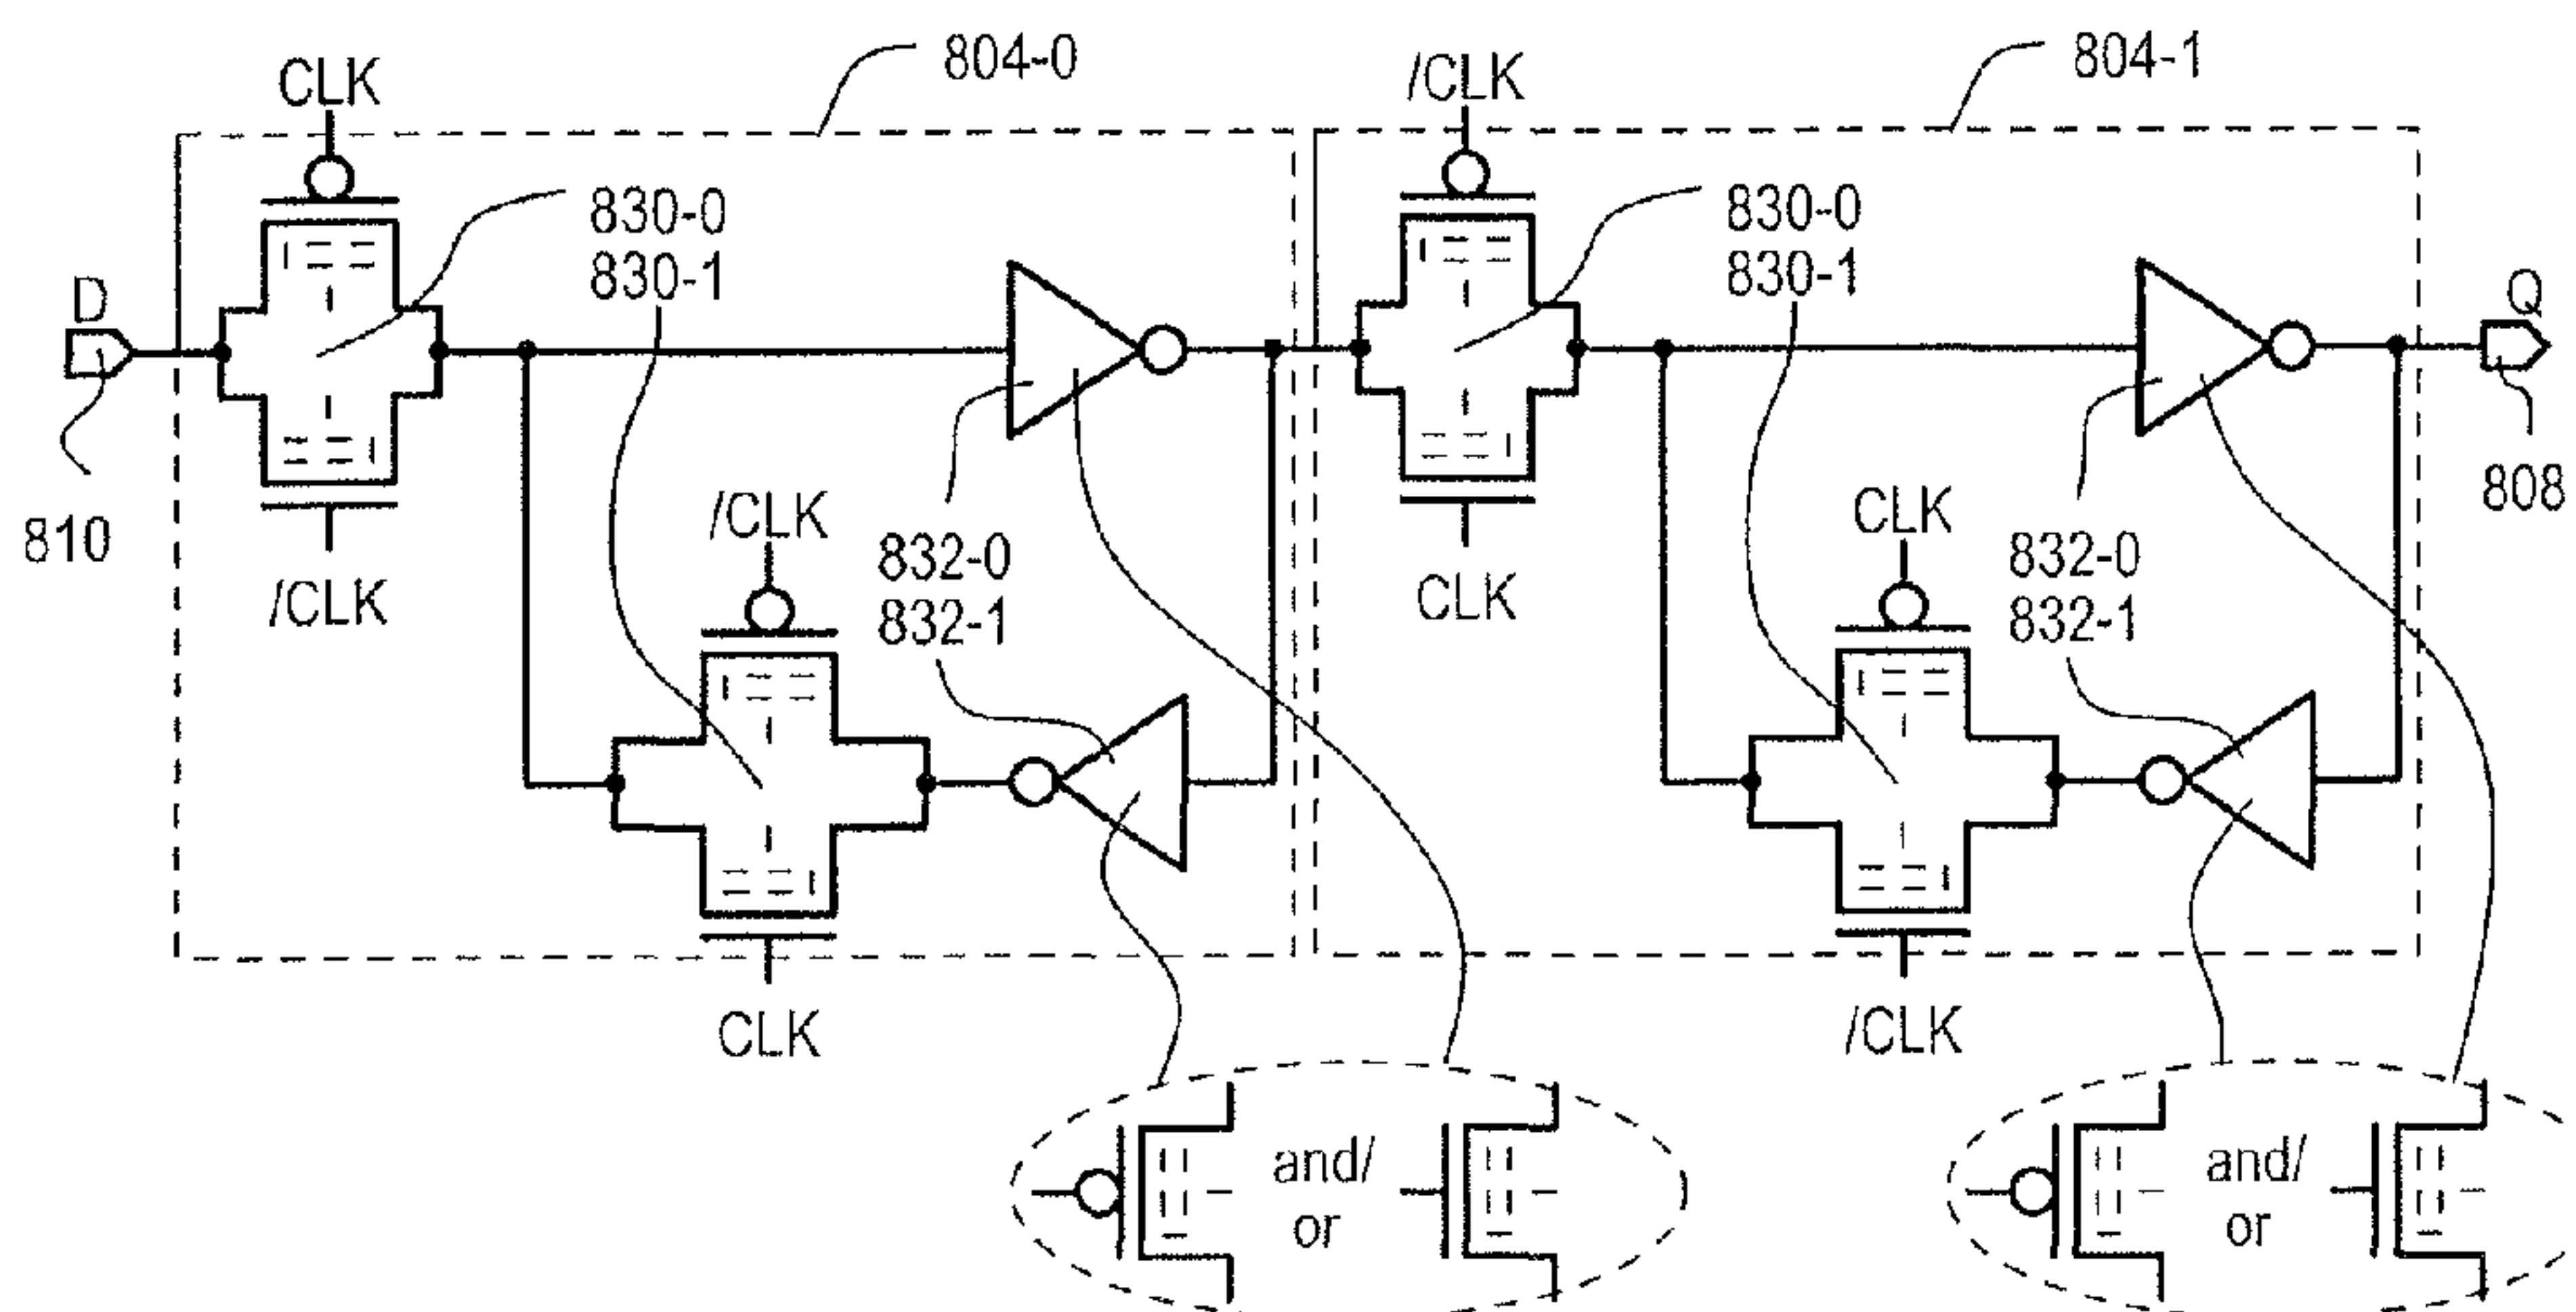 804-0
804-1
CLK
/CLK
830-0
830-1
830-0
830-1
D
Q
810
808
/CLK
/CLK
832-0
832-1
CLK
CLK
832-0
832-1
CLK
/CLK
and/
or
and/
or